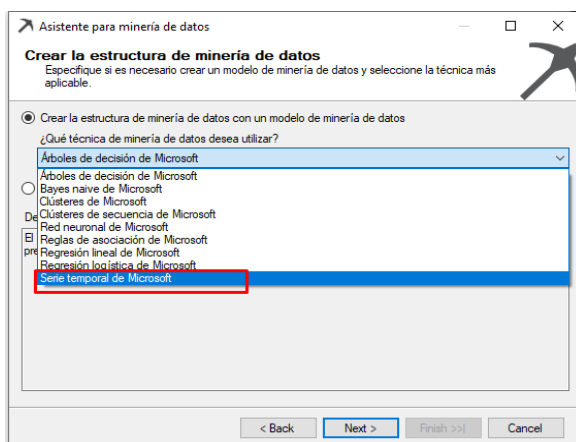 Asistente para minería de datos
Crear la estructura de minería de datos
Especifique si es necesario crear un modelo de minería de datos y seleccione la técnica más
aplicable.
Crear la estructura de minería de datos con un modelo de minería de datos
¿Qué técnica de minería de datos desea utilizar?
Árboles de decisión de Microsoft
Árboles de decisión de Microsoft
Bayes naive de Microsoft
Clústeres de Microsoft
Clústeres de secuencia de Microsoft
Red neuronal de Microsoft
Reglas de asociación de Microsoft
Regresión lineal de Microsoft
Regresión logística de Microsoft
Serie temporal de Microsoft
De
El
pre
< Back Next > Finish >>| Cancel